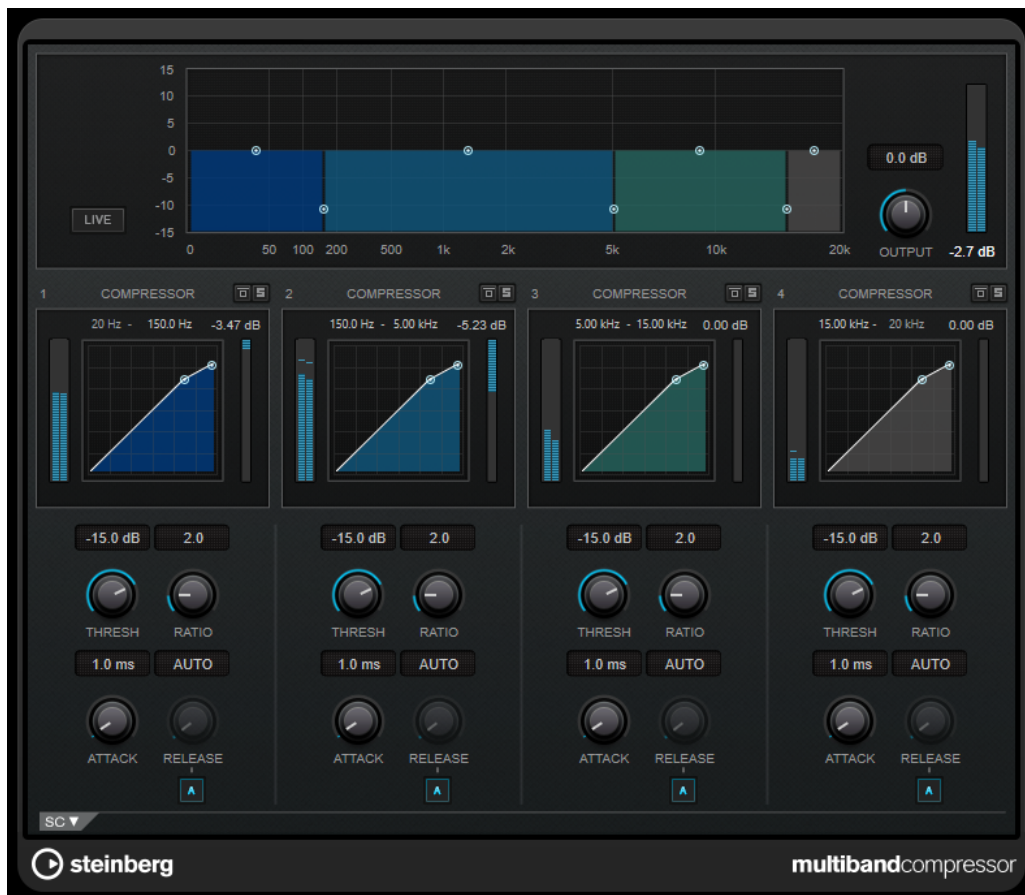 15
10
5
0
-5
-10
-15
LIVE
0 50 100 200 500 1k 2k 5k 10k 20k
0.0 dB
OUTPUT -2.7 dB
1 COMPRESSOR S
2 COMPRESSOR S
3 COMPRESSOR S
4 COMPRESSOR S
20 Hz - 150.0 Hz -3.47 dB
150.0 Hz - 5.00 kHz -5.23 dB
5.00 kHz - 15.00 kHz 0.00 dB
15.00 kHz - 20 kHz 0.00 dB
-15.0 dB 2.0 -15.0 dB 2.0 -15.0 dB 2.0 -15.0 dB 2.0
THRESH RATIO THRESH RATIO THRESH RATIO THRESH RATIO
1.0 ms AUTO 1.0 ms AUTO 1.0 ms AUTO 1.0 ms AUTO
ATTACK RELEASE ATTACK RELEASE ATTACK RELEASE ATTACK RELEASE
A A A A
SC ▼
steinberg
multibandcompressor